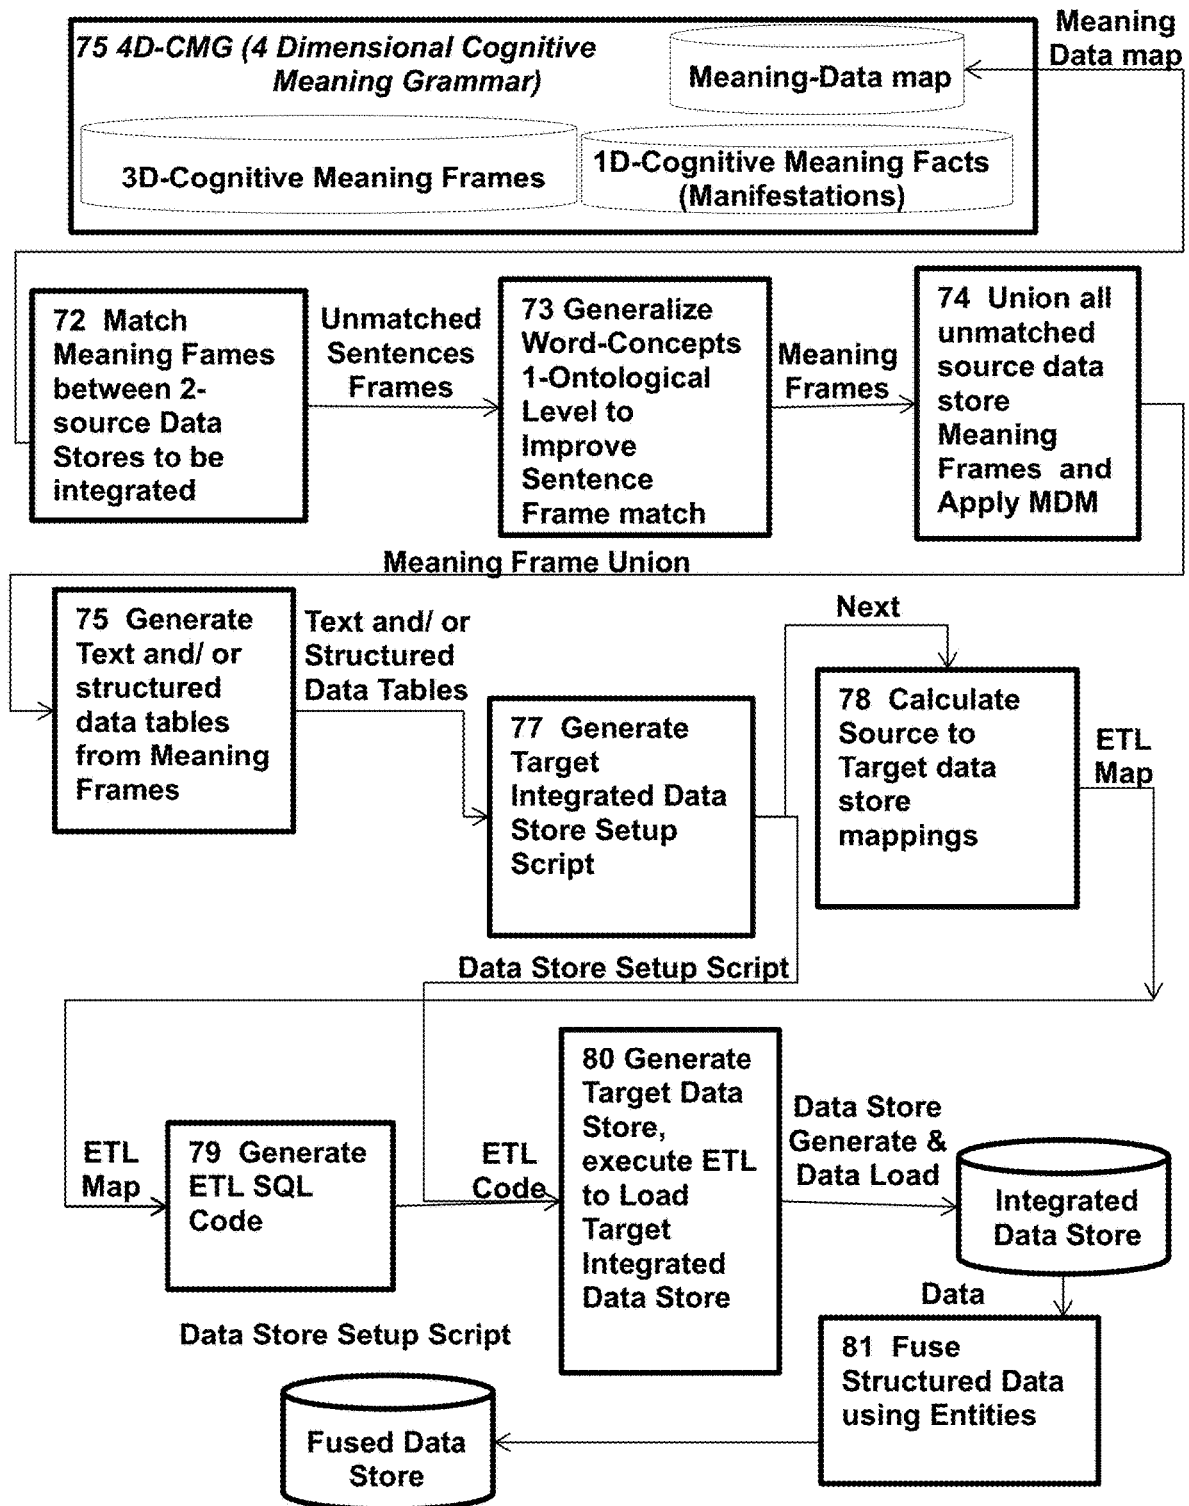 75 4D-CMG (4 Dimensional Cognitive
Meaning Grammar)
Meaning-Data map
Meaning
Data map
3D-Cognitive Meaning Frames
1D-Cognitive Meaning Facts
(Manifestations)
72 Match
Meaning Fames
between 2-
source Data
Stores to be
integrated
Unmatched
Sentences
Frames
73 Generalize
Word-Concepts
1-Ontological
Level to
Improve
Sentence
Frame match
Meaning
Frames
74 Union all
unmatched
source data
store
Meaning
Frames and
Apply MDM
Meaning Frame Union
75 Generate
Text and/ or
structured
data tables
from Meaning
Frames
Text and/ or
Structured
Data Tables
77 Generate
Target
Integrated Data
Store Setup
Script
Next
78 Calculate
Source to
Target data
store
mappings
ETL
Map
Data Store Setup Script
ETL
Map
79 Generate
ETL SQL
Code
ETL
Code
80 Generate
Target Data
Store,
execute ETL
to Load
Target
Integrated
Data Store
Data Store
Generate &
Data Load
Integrated
Data Store
Data
81 Fuse
Structured Data
using Entities
Data Store Setup Script
Fused Data
Store